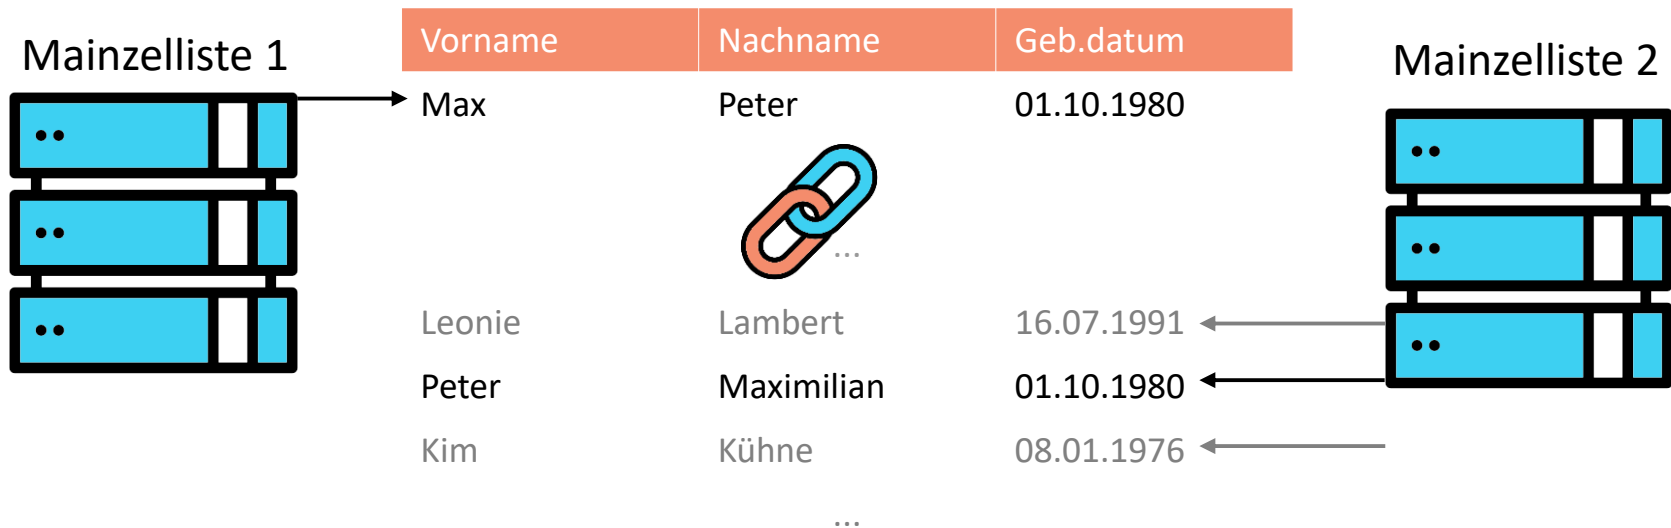 Mainzelliste 1
Vorname Nachname Geb.datum
Mainzelliste 2
Max Peter 01.10.1980
...
Leonie Lambert 16.07.1991
Peter Maximilian 01.10.1980
Kim Kühne 08.01.1976
...